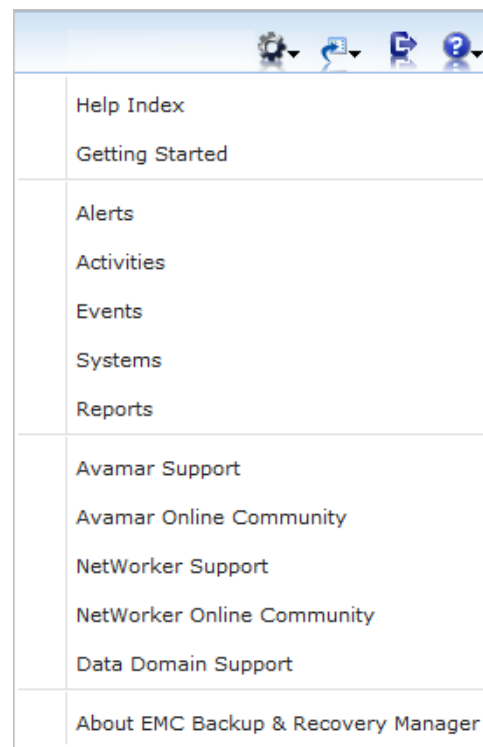 Help Index
Getting Started
Alerts
Activities
Events
Systems
Reports
Avamar Support
Avamar Online Community
NetWorker Support
NetWorker Online Community
Data Domain Support
About EMC Backup & Recovery Manager